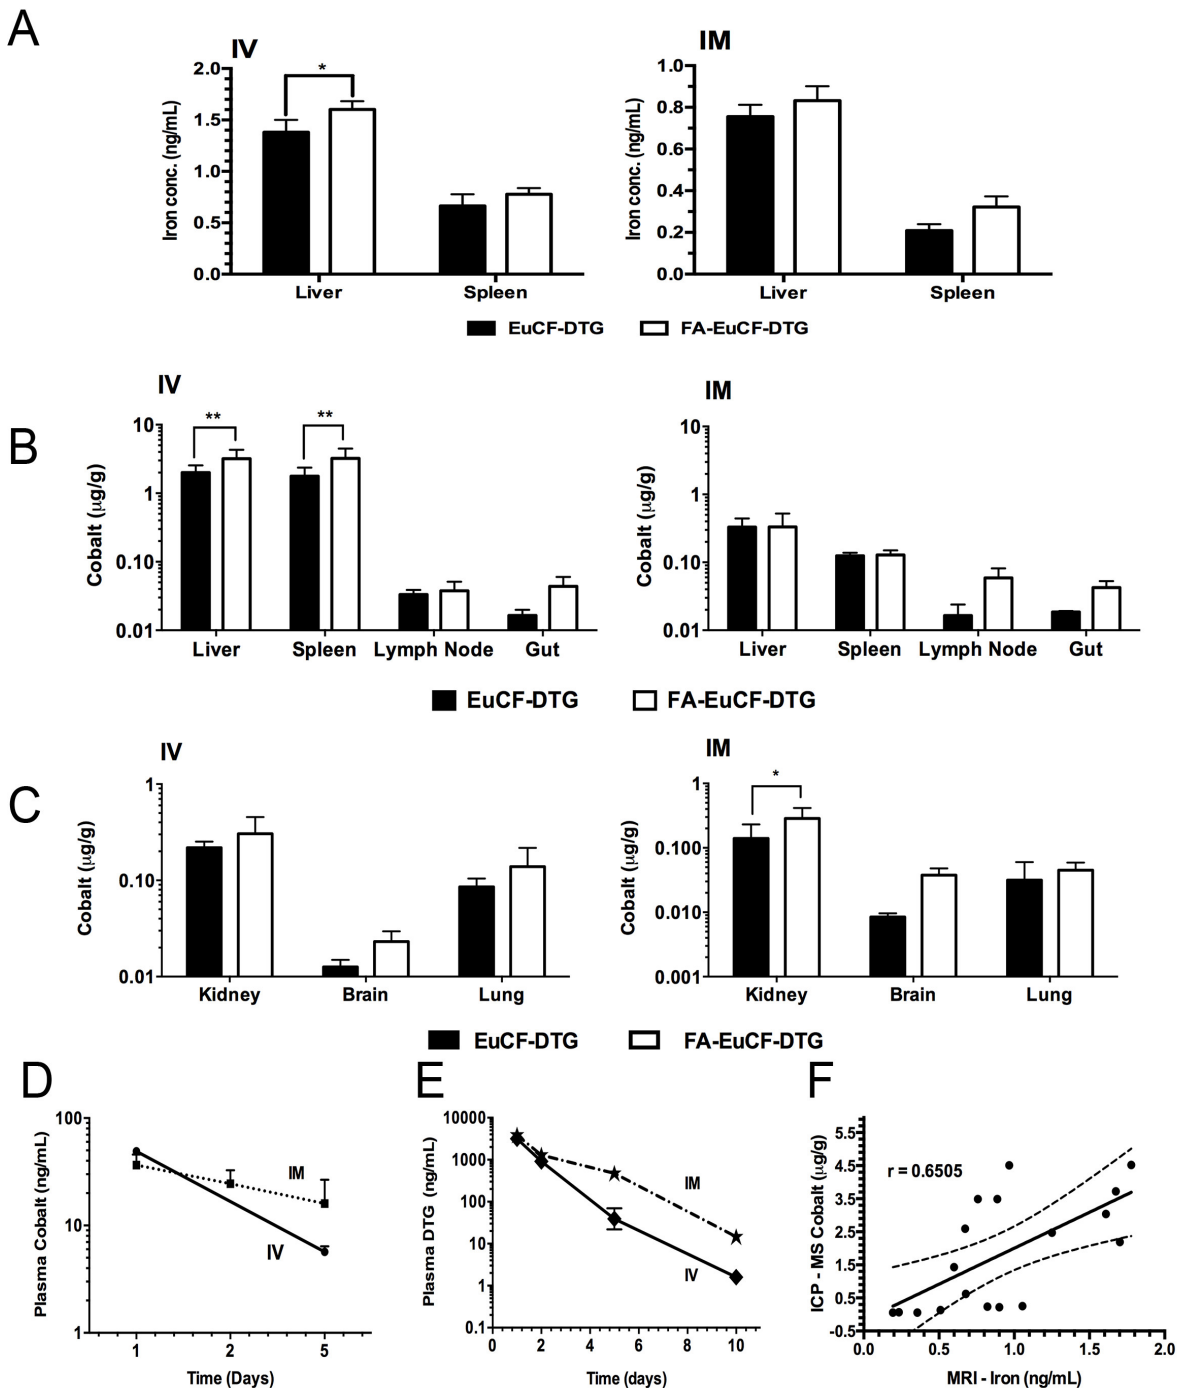 A
IV
IM
Iron conc. (ng/mL)
2.0
1.5
1.0
0.5
0.0
*
Liver
Spleen
Iron conc. (ng/mL)
1.0
0.8
0.6
0.4
0.2
0.0
Liver
Spleen
EuCF-DTG
FA-EuCF-DTG
B
IV
IM
Cobalt (µg/g)
10
1
0.10
0.01
**
**
Liver
Spleen
Lymph Node
Gut
Cobalt (µg/g)
10
1
0.10
0.01
Liver
Spleen
Lymph Node
Gut
EuCF-DTG
FA-EuCF-DTG
C
IV
IM
Cobalt (µg/g)
1
0.10
0.01
Kidney
Brain
Lung
Cobalt (µg/g)
1
0.100
0.010
0.001
*
Kidney
Brain
Lung
EuCF-DTG
FA-EuCF-DTG
D
Plasma Cobalt (ng/mL)
100
10
1
IM
IV
1
2
5
Time (Days)
E
Plasma DTG (ng/mL)
10000
1000
100
10
1
0.1
IM
IV
0
2
4
6
8
10
Time (days)
F
ICP - MS Cobalt (µg/g)
5.5
4.5
3.5
2.5
1.5
0.5
-0.5
r = 0.6505
0.0
0.5
1.0
1.5
2.0
MRI - Iron (ng/mL)